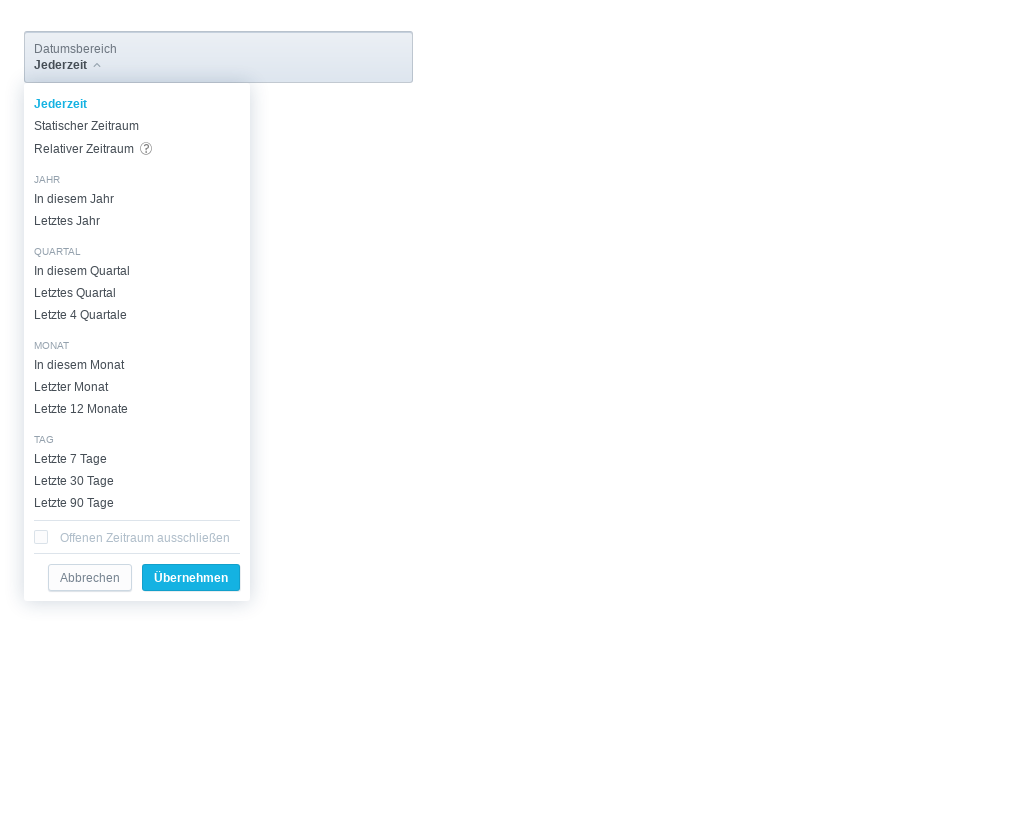 Datumsbereich
Jederzeit
Jederzeit
Statischer Zeitraum
Relativer Zeitraum ?
JAHR
In diesem Jahr
Letztes Jahr
QUARTAL
In diesem Quartal
Letztes Quartal
Letzte 4 Quartale
MONAT
In diesem Monat
Letzter Monat
Letzte 12 Monate
TAG
Letzte 7 Tage
Letzte 30 Tage
Letzte 90 Tage
Offenen Zeitraum ausschließen
Abbrechen Übernehmen